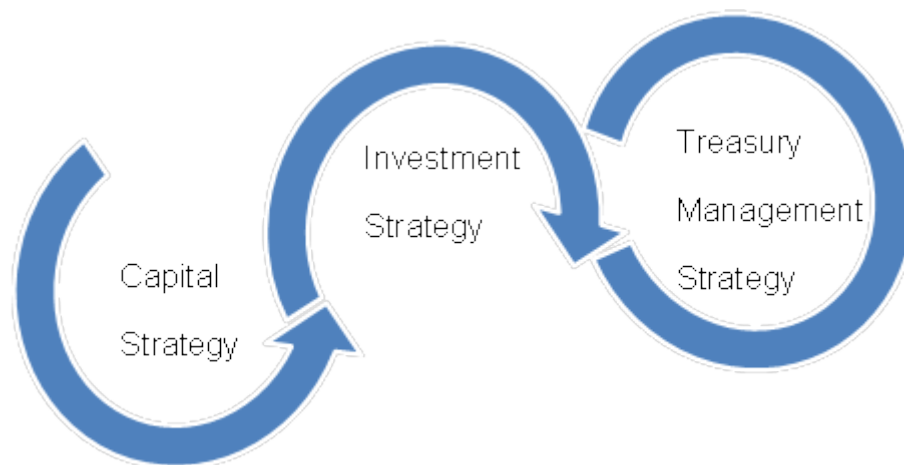 Capital
Strategy
Investment
Strategy
Treasury
Management
Strategy